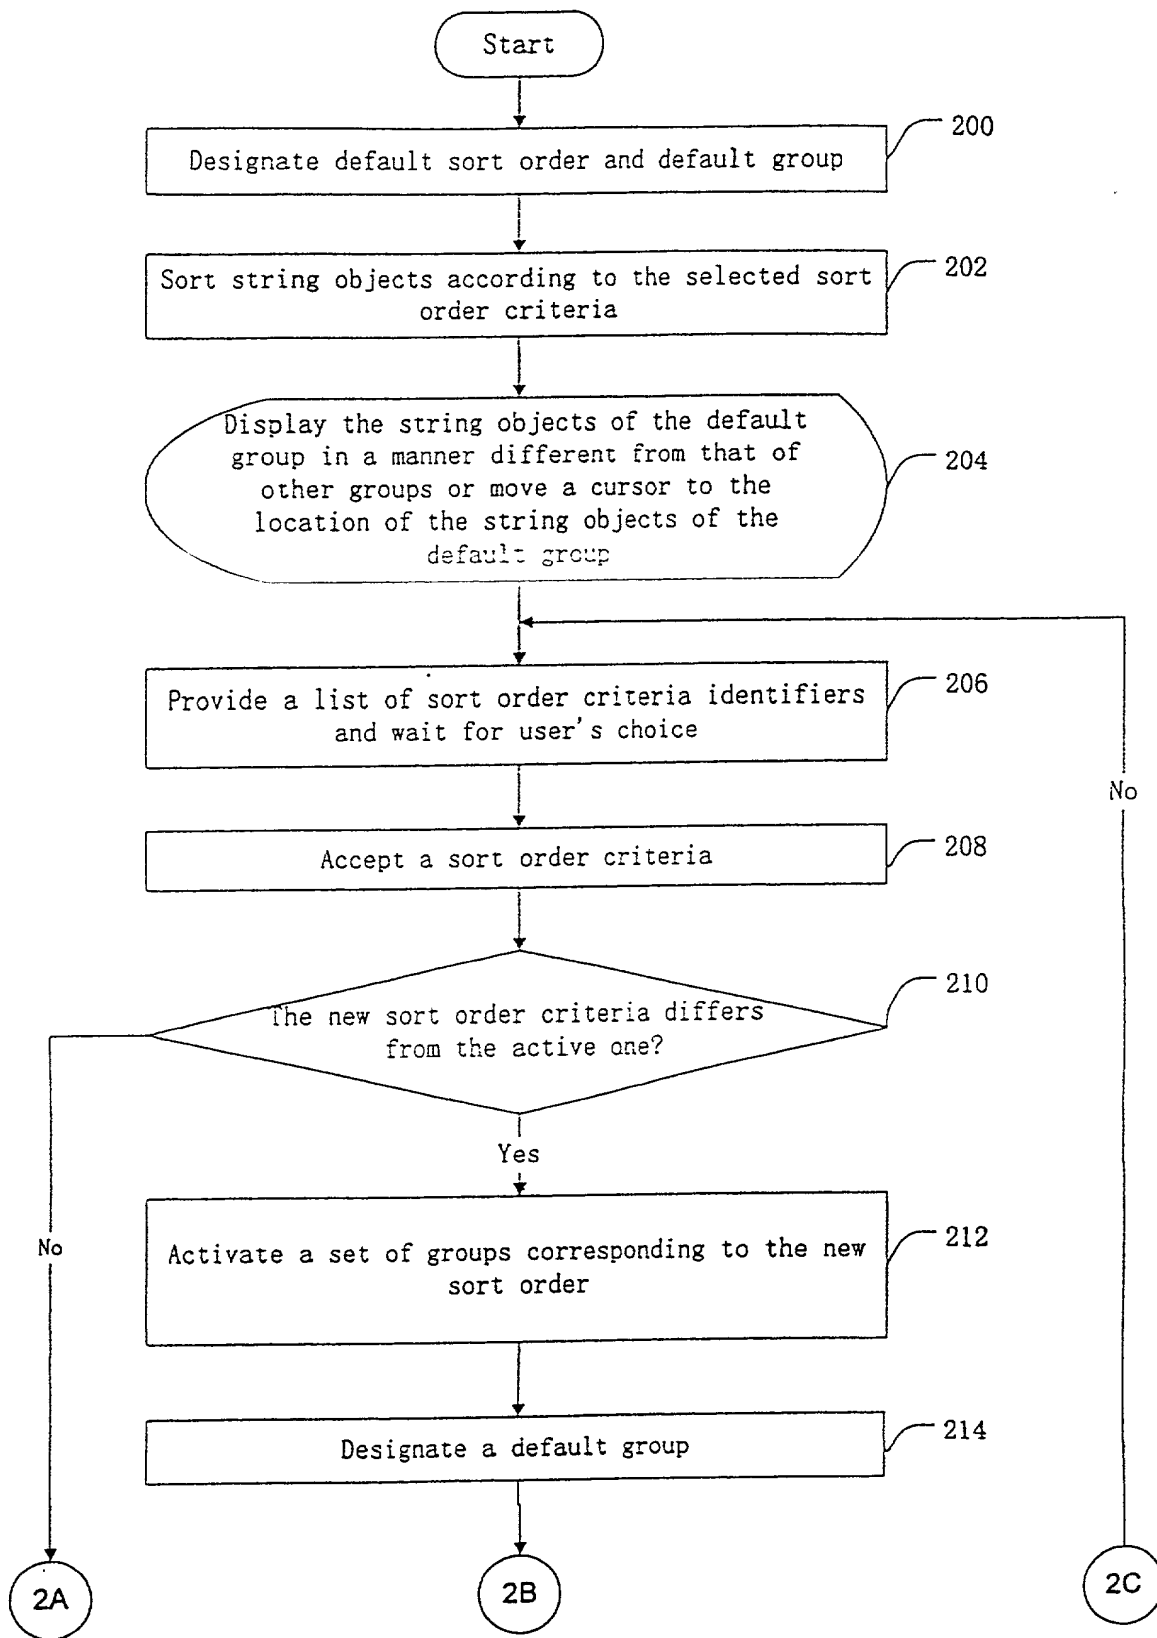 Start
200
Designate default sort order and default group
202
Sort string objects according to the selected sort
order criteria
Display the string objects of the default
group in a manner different from that of
204
other groups or move a cursor to the
location of the string objects of the
default group
206
Provide a list of sort order criteria identifiers
and wait for user's choice
No
208
Accept a sort order criteria
210
The new sort order criteria differs
from the active one?
Yes
No
212
Activate a set of groups corresponding to the new
sort order
214
Designate a default group
2A
2B
2C